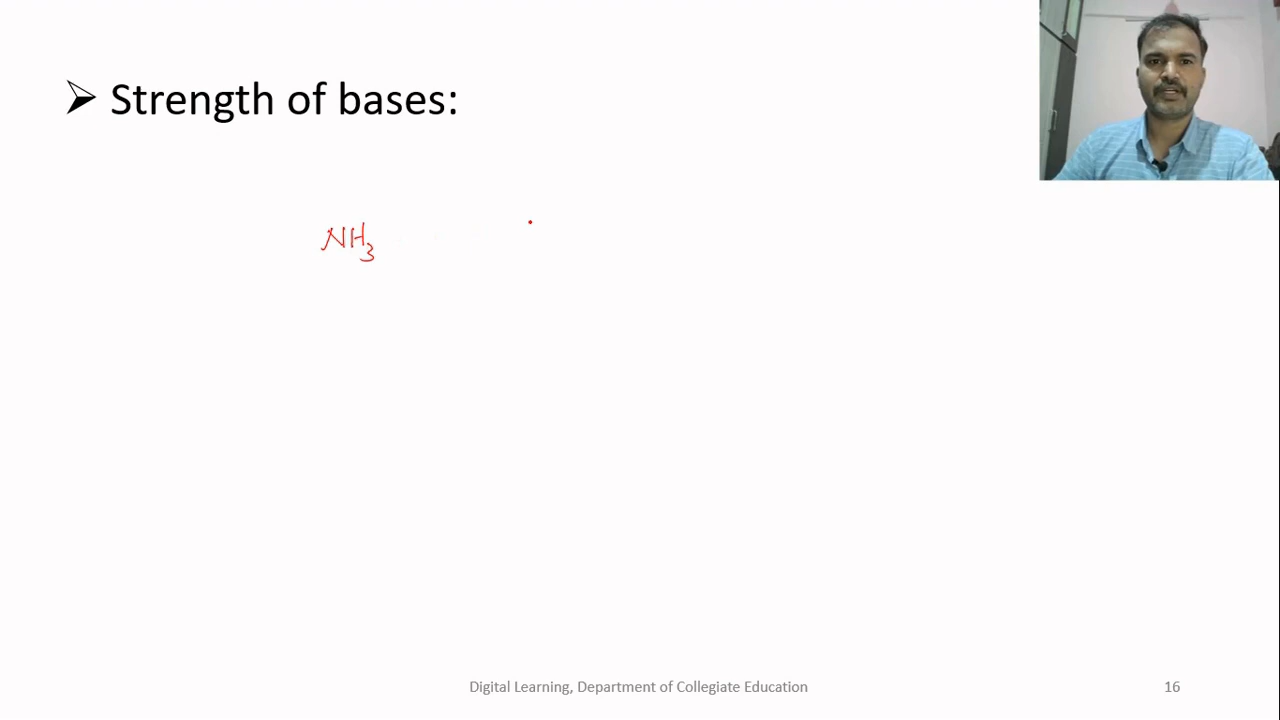 ➢ Strength of bases:
NH₃
Digital Learning, Department of Collegiate Education
16